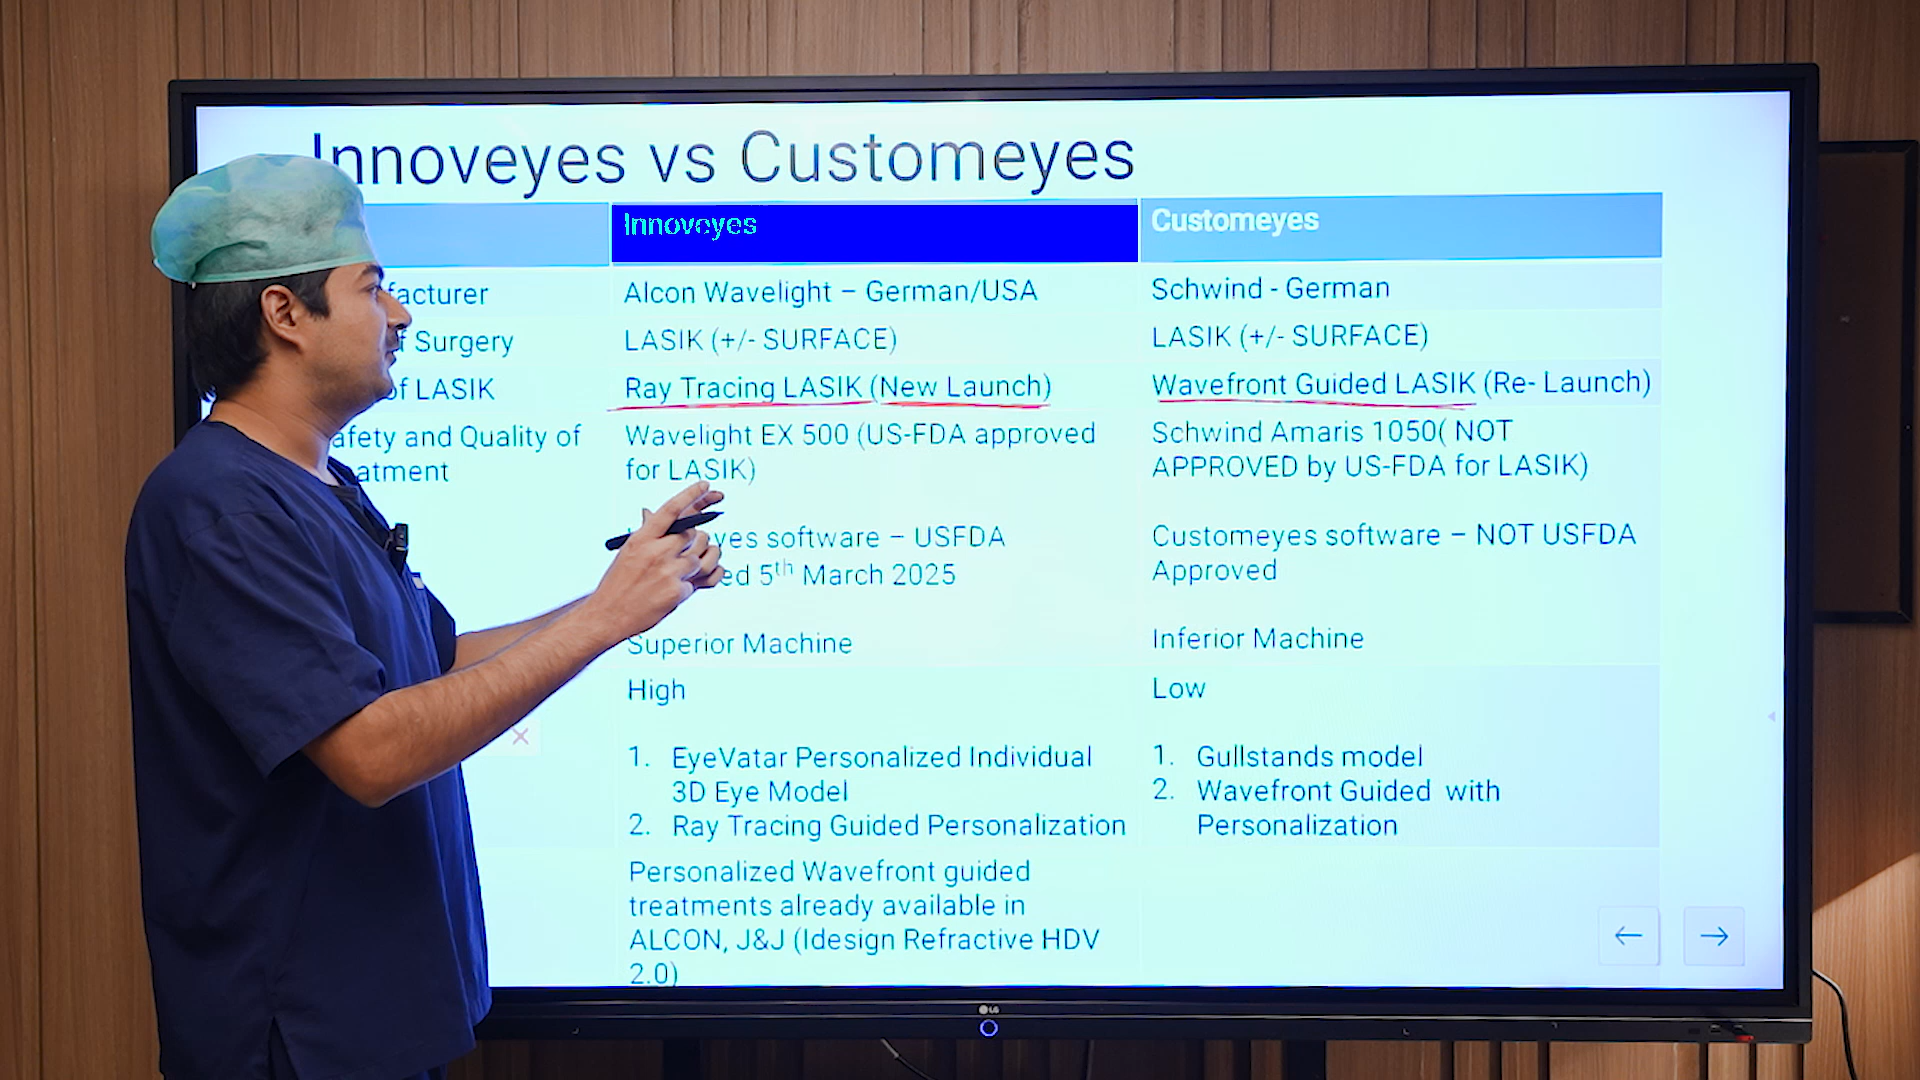 Innoveyes vs Customeyes
Innoveyes
Customeyes
facturer
Alcon Wavelight – German/USA
Schwind - German
f Surgery
LASIK (+/- SURFACE)
LASIK (+/- SURFACE)
of LASIK
Ray Tracing LASIK (New Launch)
Wavefront Guided LASIK (Re- Launch)
afety and Quality of
atment
Wavelight EX 500 (US-FDA approved
for LASIK)
Schwind Amaris 1050( NOT
APPROVED by US-FDA for LASIK)
yes software – USFDA
ed 5th March 2025
Customeyes software – NOT USFDA
Approved
Superior Machine
Inferior Machine
High
Low
1. EyeVatar Personalized Individual
3D Eye Model
2. Ray Tracing Guided Personalization
1. Gullstands model
2. Wavefront Guided with
Personalization
Personalized Wavefront guided
treatments already available in
ALCON, J&J (Idesign Refractive HDV
2.0)
LG